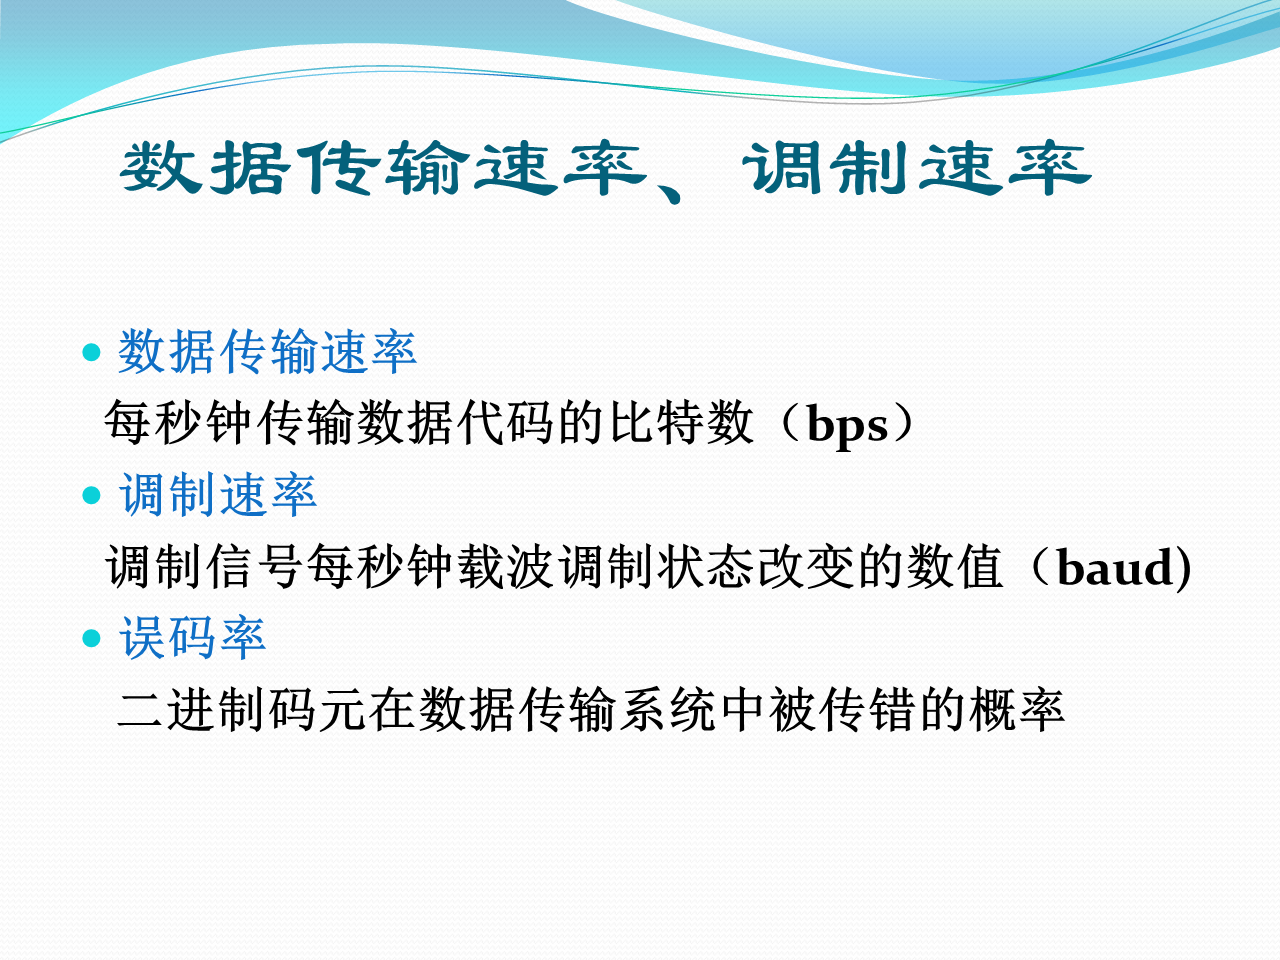 数据传输速率、调制速率
• 数据传输速率
每秒钟传输数据代码的比特数（bps）
• 调制速率
调制信号每秒钟载波调制状态改变的数值（baud)
• 误码率
二进制码元在数据传输系统中被传错的概率